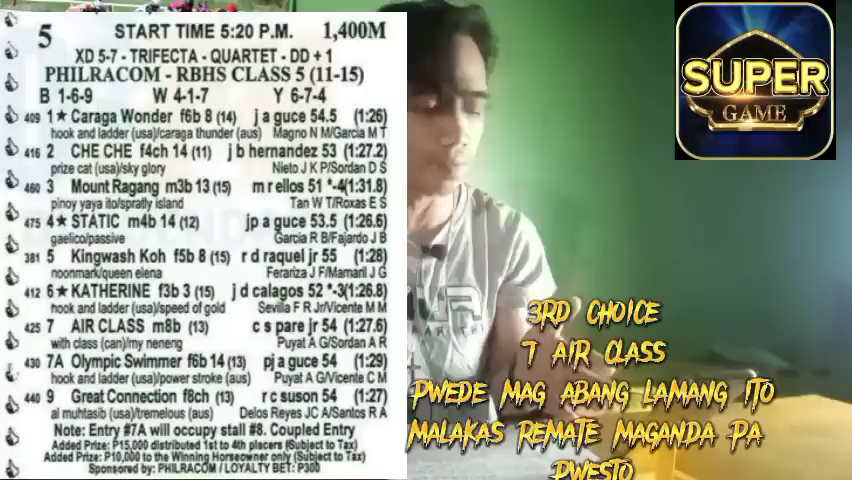 5 START TIME 5:20 P.M. 1,400M
XD 5-7 - TRIFECTA - QUARTET - DD + 1
PHILRACOM - RBHS CLASS 5 (11-15)
B 1-6-9 W 4-1-7 Y 6-7-4
409 1★ Caraga Wonder f6b 8 (14) j a guce 54.5 (1:26)
hook and ladder (usa)/caraga thunder (aus) Magno N M/Garcia M T
416 2 CHE CHE f4ch 14 (11) j b hernandez 53 (1:27.2)
prize cat (usa)/sky glory Nieto J K P/Sordan D S
460 3 Mount Ragang m3b 13 (15) m r ellos 51 *-4(1:31.8)
pinoy yaya ito/spratly island Tan W T/Roxas E S
475 4★ STATIC m4b 14 (12) jp a guce 53.5 (1:26.6)
gaelico/passive Garcia R B/Fajardo J B
381 5 Kingwash Koh f5b 8 (15) r d raquel jr 55 (1:28)
noonmark/queen elena Ferariza J F/Mamaril J G
412 6★ KATHERINE f3b 3 (15) j d calagos 52 *-3(1:26.8)
hook and ladder (usa)/speed of gold Sevilla F R Jr/Vicente M M
425 7 AIR CLASS m8b (13) c s pare jr 54 (1:27.6)
with class (can)/my neneng Puyat A G/Sordan A R
430 7A Olympic Swimmer f6b 14 (13) pj a guce 54 (1:29)
hook and ladder (usa)/power stroke (aus) Puyat A G/Vicente C M
440 9 Great Connection f8ch (13) r c suson 54 (1:27)
al muhtasib (usa)/tremelous (aus) Delos Reyes JC A/Santos R A
Note: Entry #7A will occupy stall #8. Coupled Entry
Added Prize: P15,000 distributed 1st to 4th placers (Subject to Tax)
Added Prize: P10,000 to the Winning Horseowner only (Subject to Tax)
Sponsored by: PHILRACOM / LOYALTY BET: P300
SUPER
GAME
3RD CHOICE
7 AIR CLASS
PWEDE MAG ABANG LAMANG ITO
MALAKAS REMATE MAGANDA PA
PWESTO